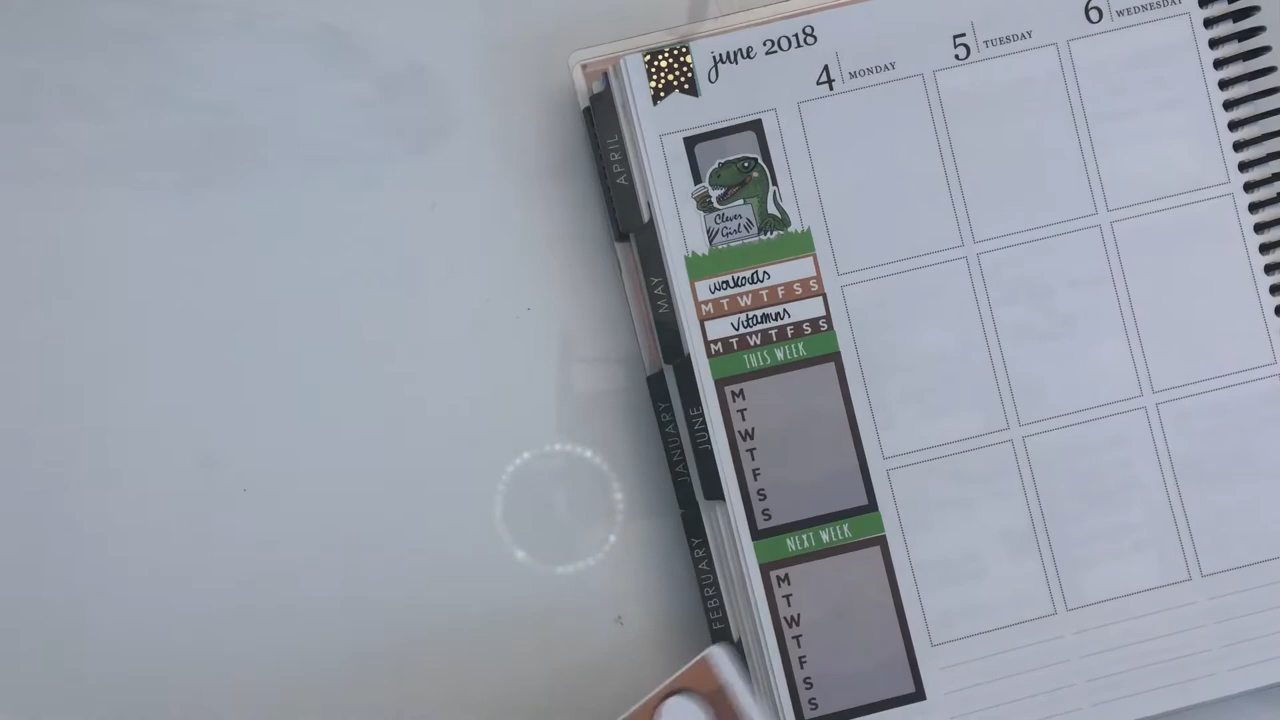 june 2018
4 MONDAY
5 TUESDAY
6 WEDNESDAY
Clever
Girl
workouts
M T W T F S S
vitamins
M T W T F S S
THIS WEEK
M
T
W
T
F
S
S
NEXT WEEK
M
T
W
T
F
S
S
APRIL
MAY
JUNE
JANUARY
FEBRUARY